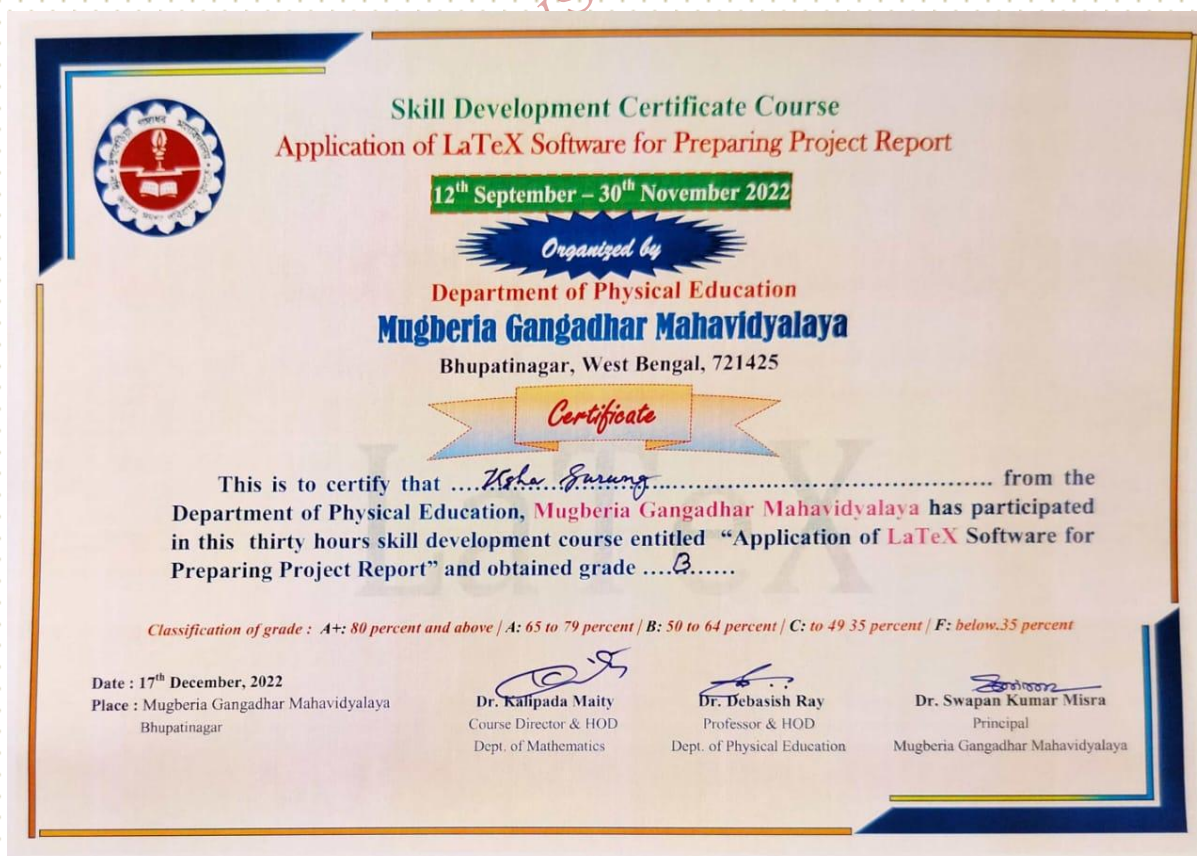 Skill Development Certificate Course
Application of LaTeX Software for Preparing Project Report
12th September – 30th November 2022
Organized by
Department of Physical Education
Mugberia Gangadhar Mahavidyalaya
Bhupatinagar, West Bengal, 721425
Certificate
LaTeX
This is to certify that ....Usha Gurung.................................................. from the
Department of Physical Education, Mugberia Gangadhar Mahavidyalaya has participated
in this thirty hours skill development course entitled “Application of LaTeX Software for
Preparing Project Report” and obtained grade ....B......
Classification of grade : A+: 80 percent and above | A: 65 to 79 percent | B: 50 to 64 percent | C: to 49 35 percent | F: below.35 percent
Date : 17th December, 2022
Place : Mugberia Gangadhar Mahavidyalaya
Bhupatinagar
Dr. Kalipada Maity
Course Director & HOD
Dept. of Mathematics
Dr. Debasish Ray
Professor & HOD
Dept. of Physical Education
Dr. Swapan Kumar Misra
Principal
Mugberia Gangadhar Mahavidyalaya